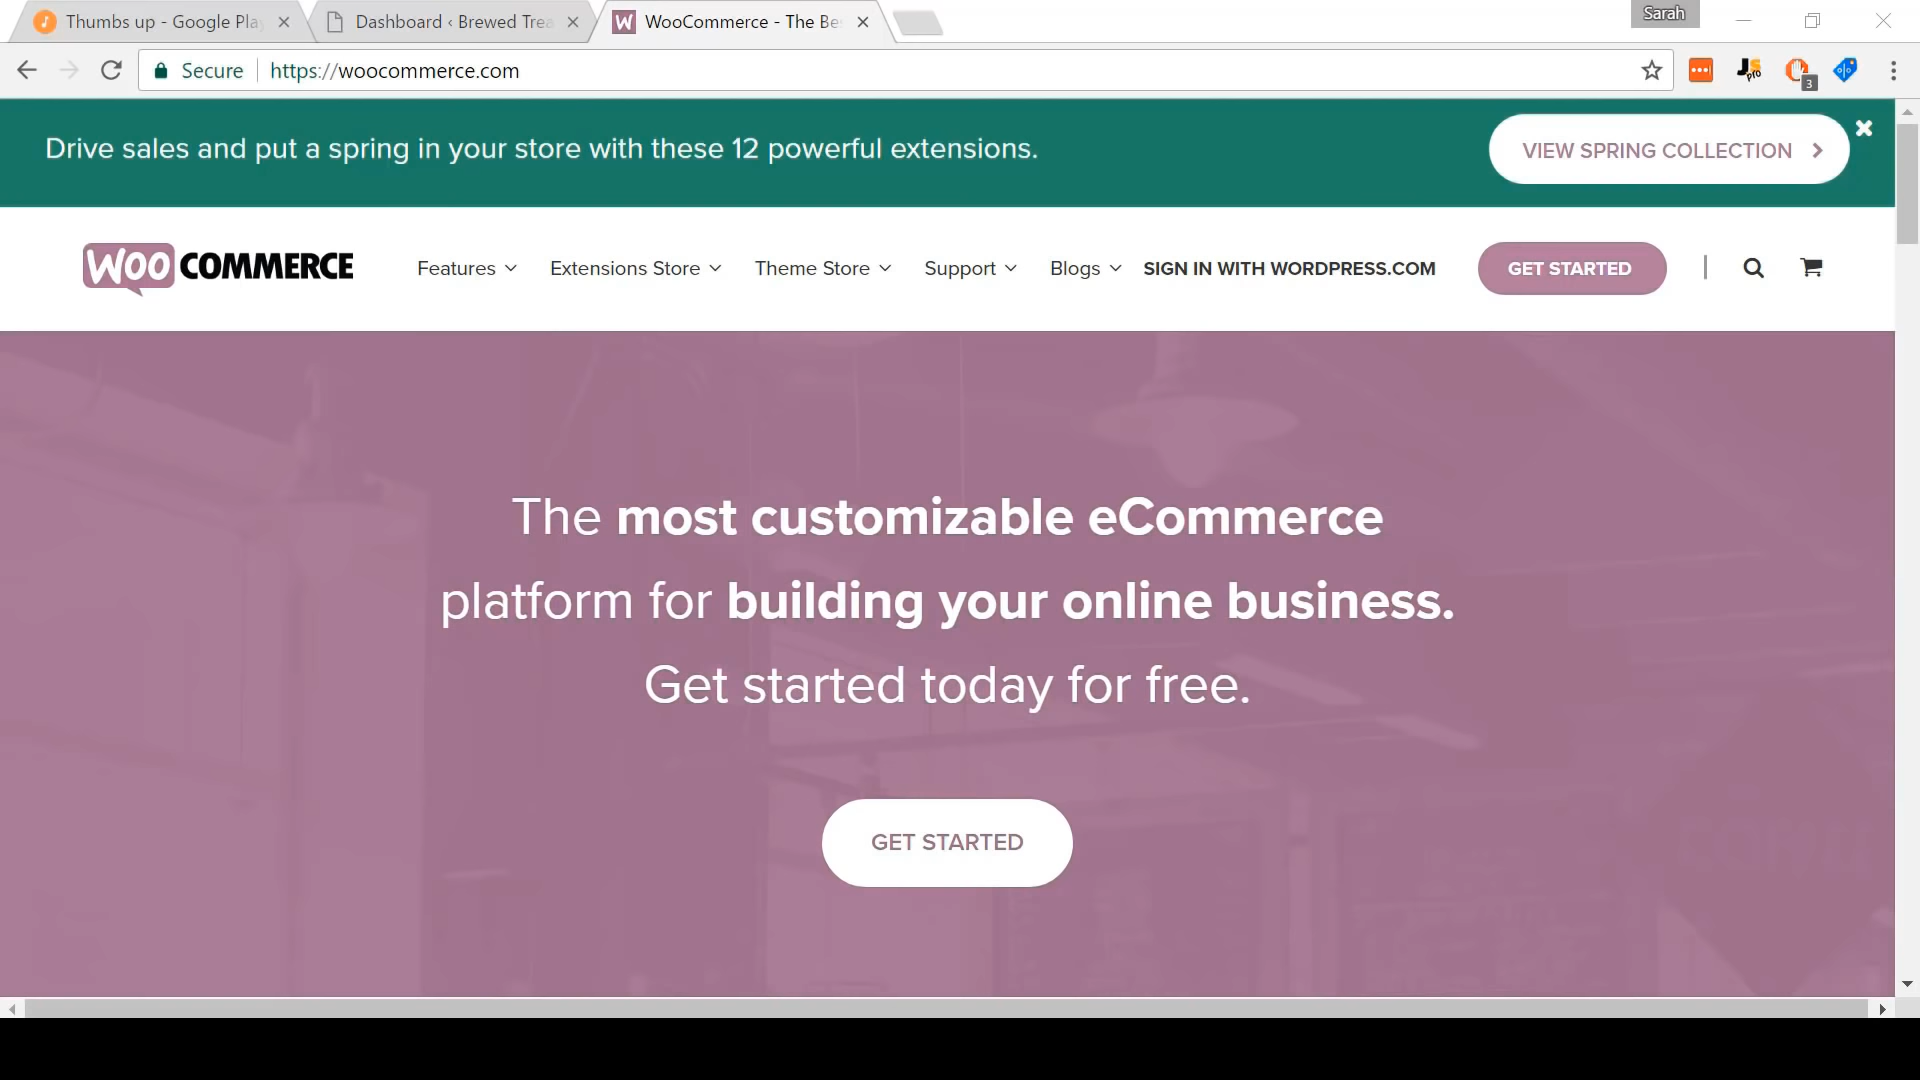 Thumbs up - Google Play
Dashboard ‹ Brewed Trea
WooCommerce - The Be
Sarah
Secure
https://woocommerce.com
3
Drive sales and put a spring in your store with these 12 powerful extensions.
VIEW SPRING COLLECTION
WOO COMMERCE
Features
Extensions Store
Theme Store
Support
Blogs
SIGN IN WITH WORDPRESS.COM
GET STARTED
The most customizable eCommerce
platform for building your online business.
Get started today for free.
GET STARTED